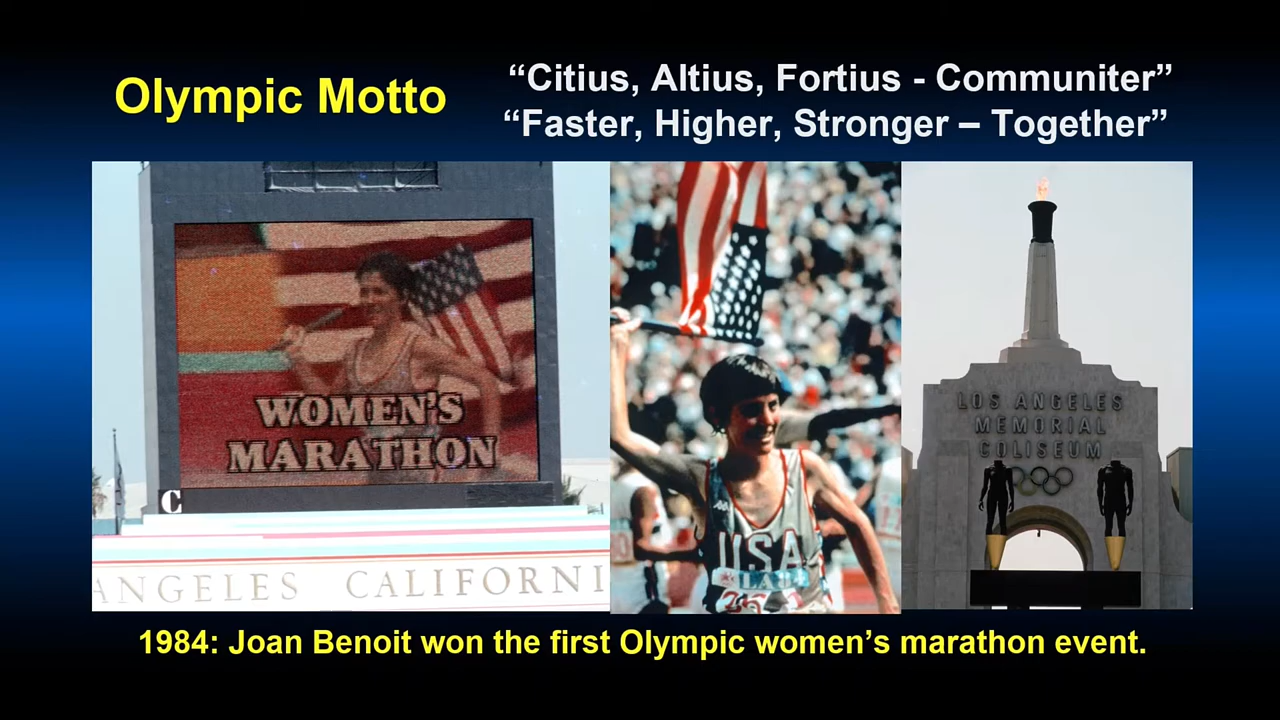 Olympic Motto
“Citius, Altius, Fortius - Communiter”
“Faster, Higher, Stronger – Together”
WOMEN'S
MARATHON
C
ANGELES CALIFORNI
USA
LOS ANGELES
MEMORIAL
COLISEUM
1984: Joan Benoit won the first Olympic women’s marathon event.